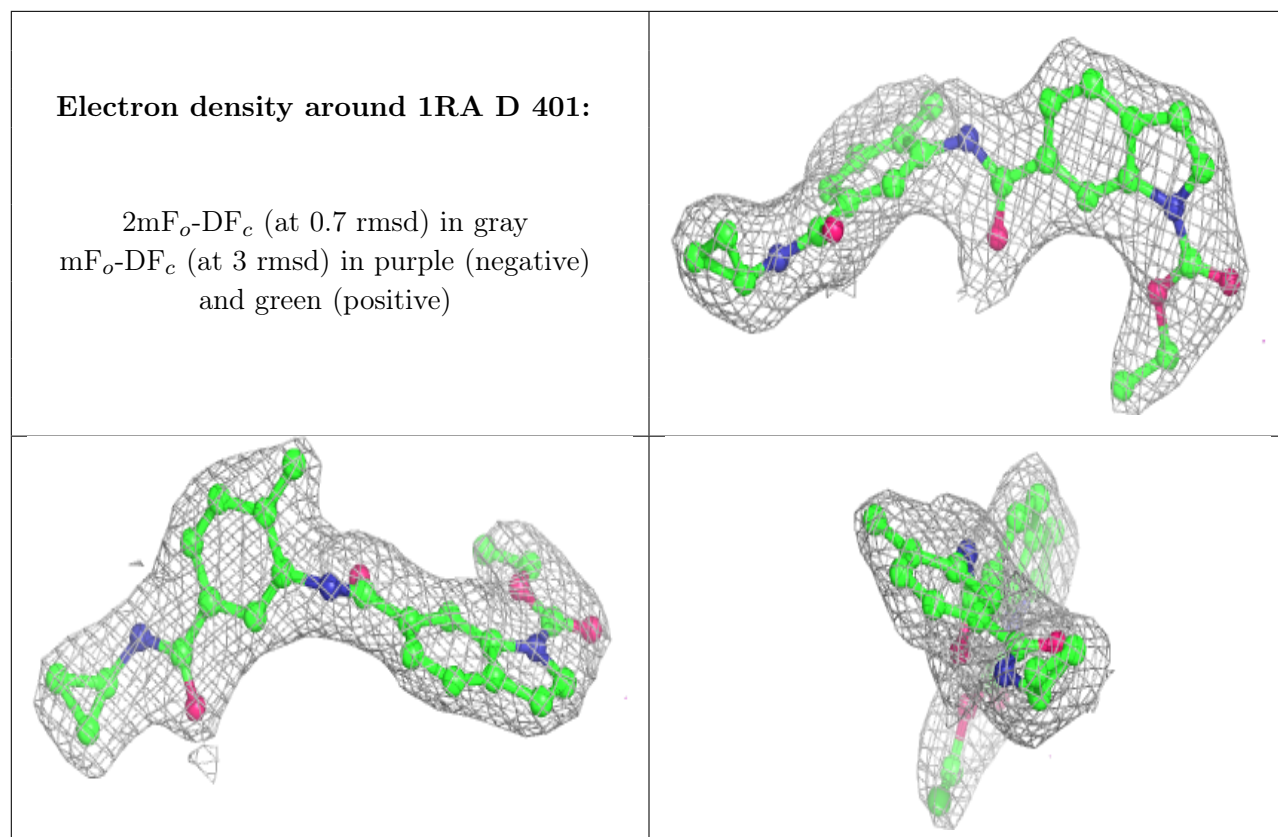 Electron density around 1RA D 401:
2mFₒ-DF𝒸 (at 0.7 rmsd) in gray
mFₒ-DF𝒸 (at 3 rmsd) in purple (negative)
and green (positive)